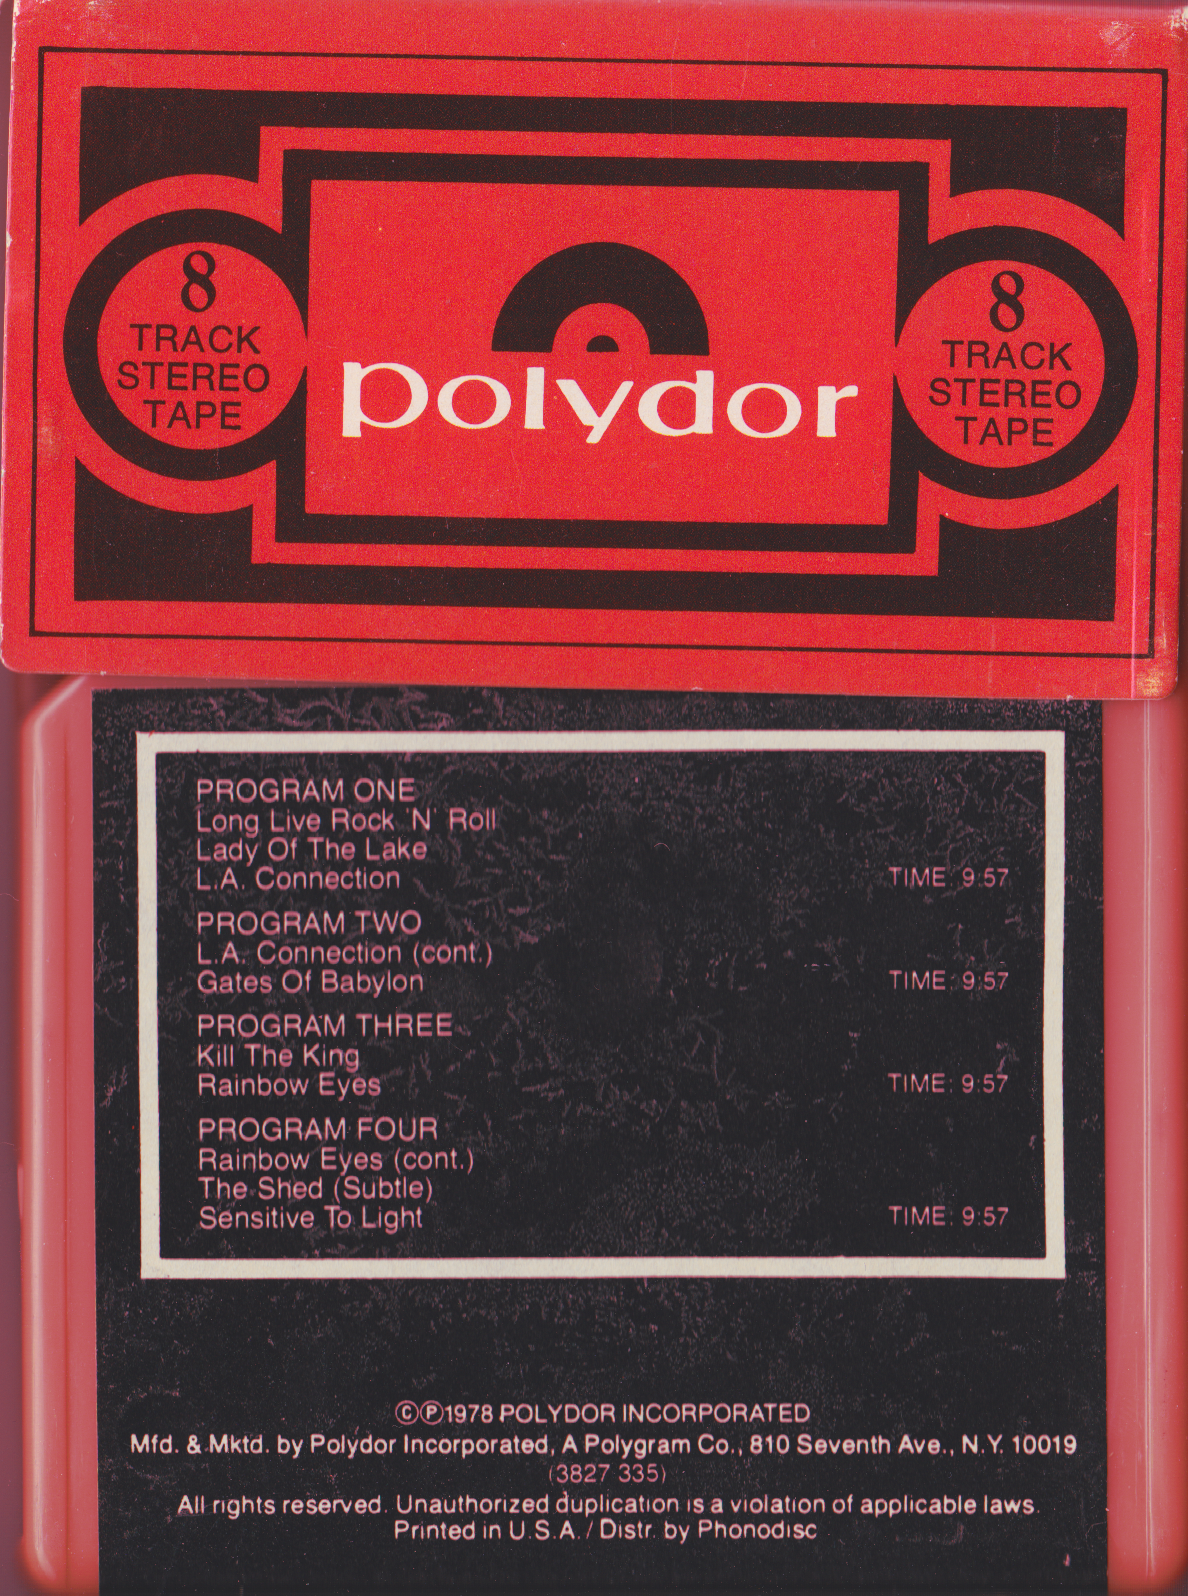 8
TRACK
STEREO
TAPE
polydor
8
TRACK
STEREO
TAPE
PROGRAM ONE
Long Live Rock 'N' Roll
Lady Of The Lake
L.A. Connection TIME: 9:57
PROGRAM TWO
L.A. Connection (cont.)
Gates Of Babylon TIME: 9:57
PROGRAM THREE
Kill The King
Rainbow Eyes TIME: 9:57
PROGRAM FOUR
Rainbow Eyes (cont.)
The Shed (Subtle)
Sensitive To Light TIME: 9:57
©℗1978 POLYDOR INCORPORATED
Mfd. & Mktd. by Polydor Incorporated, A Polygram Co., 810 Seventh Ave., N.Y. 10019
(3827 335)
All rights reserved. Unauthorized duplication is a violation of applicable laws.
Printed in U.S.A. / Distr. by Phonodisc